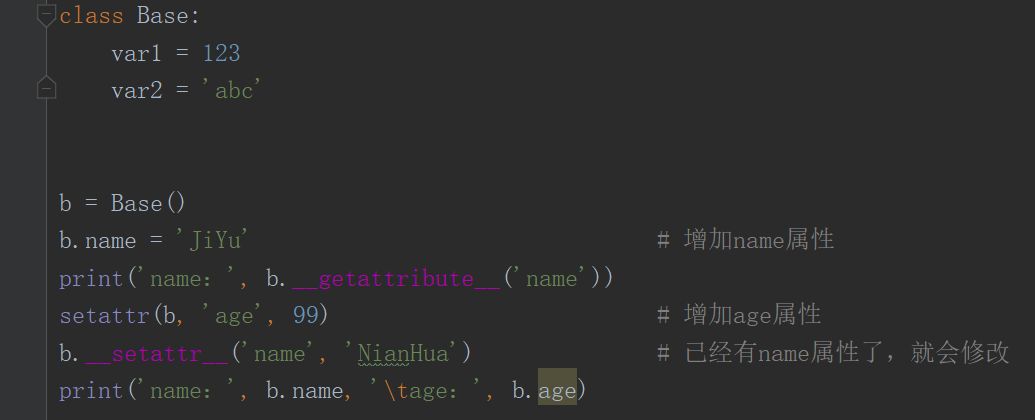 class Base:
    var1 = 123
    var2 = 'abc'
b = Base()
b.name = 'JiYu' # 增加name属性
print('name：', b.__getattribute__('name'))
setattr(b, 'age', 99) # 增加age属性
b.__setattr__('name', 'NianHua') # 已经有name属性了，就会修改
print('name：', b.name, '\tage：', b.age)